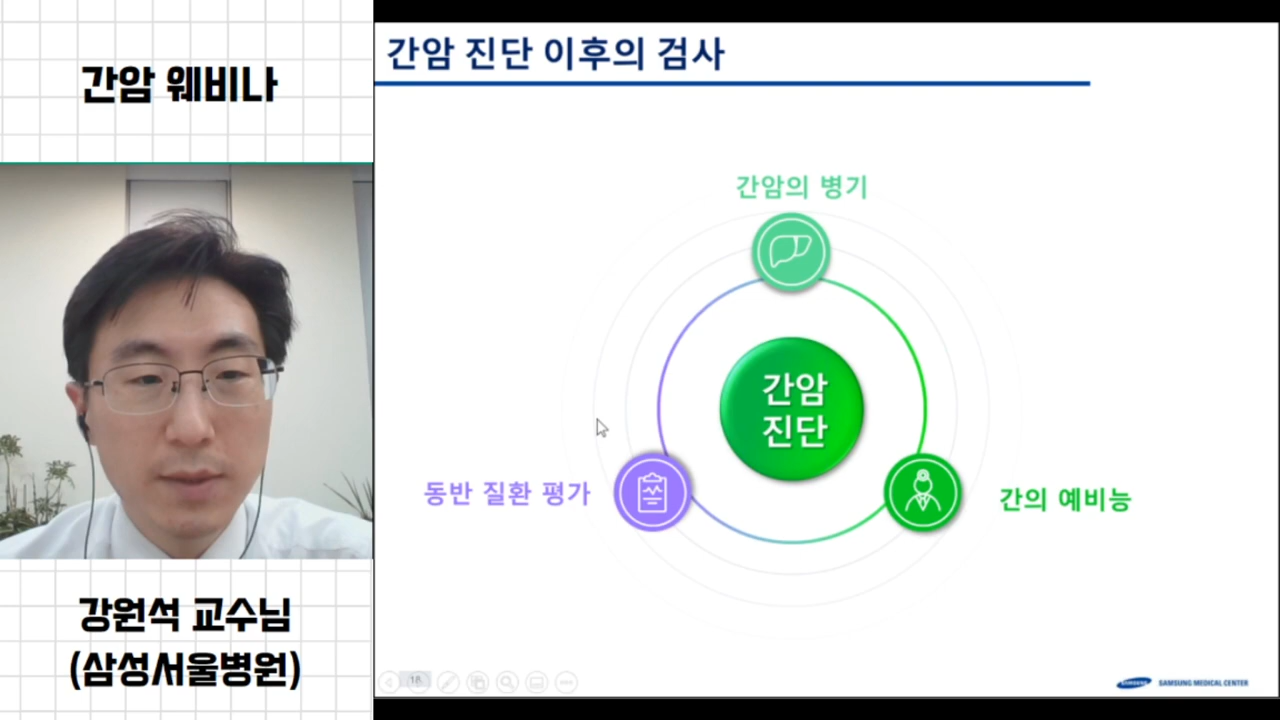 간암 웨비나
강원석 교수님
(삼성서울병원)
간암 진단 이후의 검사
간암의 병기
간암
진단
동반 질환 평가
간의 예비능
18
SAMSUNG
SAMSUNG MEDICAL CENTER